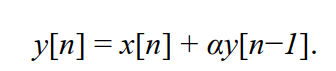 y[n] = x[n] + αy[n−1].